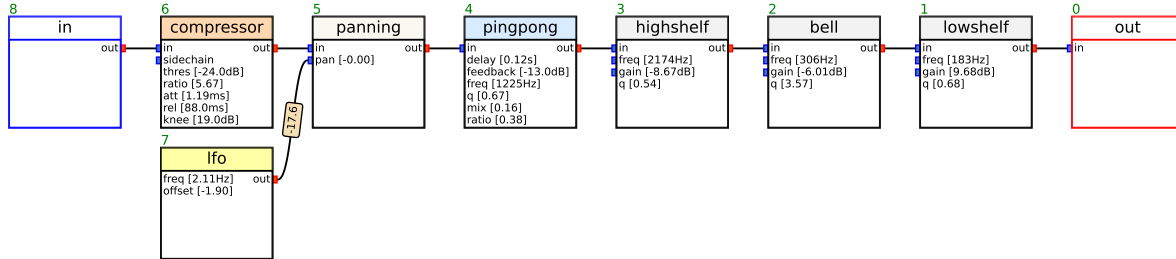 8
in
out
6
compressor
in
out
sidechain
thres [-24.0dB]
ratio [5.67]
att [1.19ms]
rel [88.0ms]
knee [19.0dB]
5
panning
in
out
pan [-0.00]
4
pingpong
in
out
delay [0.12s]
feedback [-13.0dB]
freq [1225Hz]
q [0.67]
mix [0.16]
ratio [0.38]
3
highshelf
in
out
freq [2174Hz]
gain [-8.67dB]
q [0.54]
2
bell
in
out
freq [306Hz]
gain [-6.01dB]
q [3.57]
1
lowshelf
in
out
freq [183Hz]
gain [9.68dB]
q [0.68]
0
out
in
-17.6
7
lfo
freq [2.11Hz]
out
offset [-1.90]